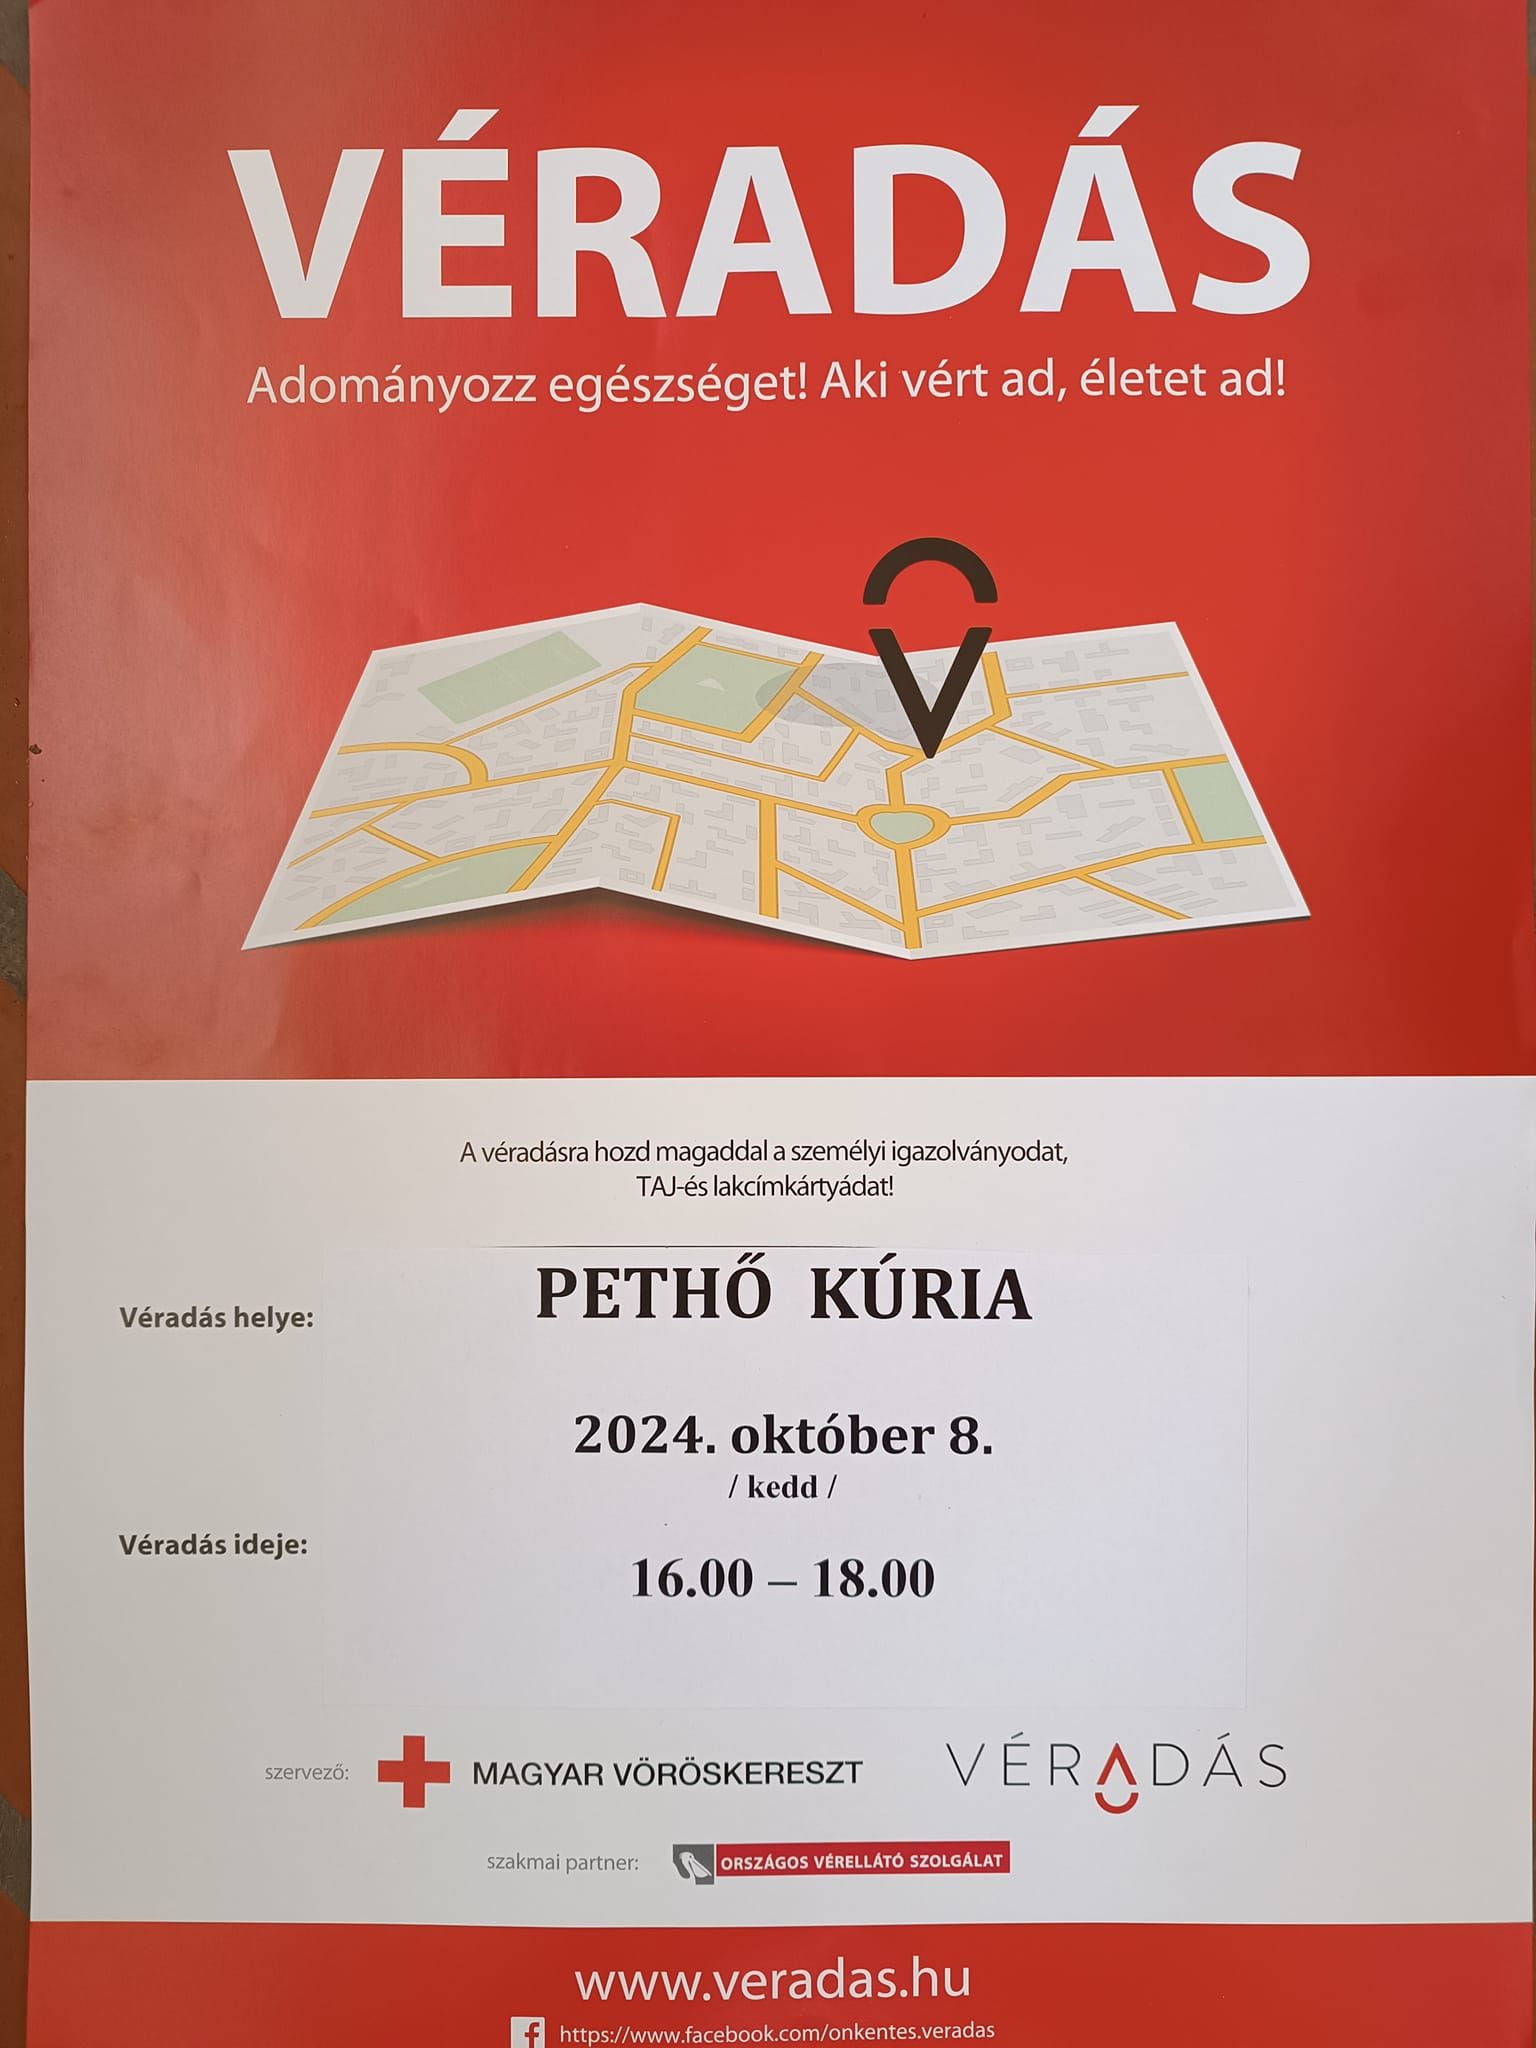 VÉRADÁS
Adományozz egészséget! Aki vért ad, életet ad!
V
A véradásra hozd magaddal a személyi igazolványodat,
TAJ-és lakcímkártyádat!
Véradás helye:
PETHŐ KÚRIA
2024. október 8.
/ kedd /
Véradás ideje:
16.00 – 18.00
szervező:
MAGYAR VÖRÖSKERESZT
VÉRADÁS
szakmai partner:
ORSZÁGOS VÉRELLÁTÓ SZOLGÁLAT
www.veradas.hu
f https://www.facebook.com/onkentes.veradas